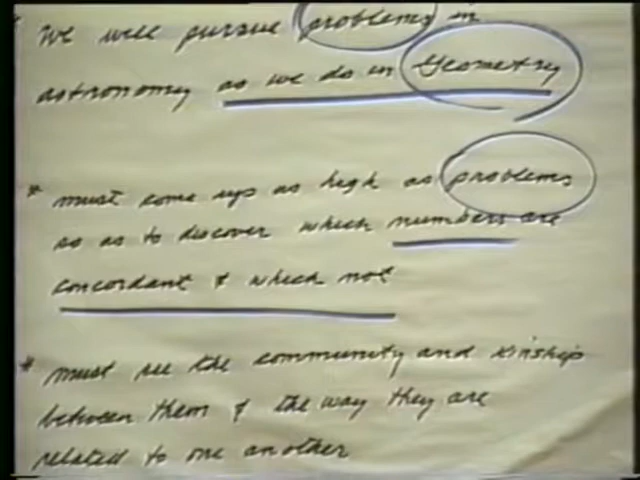 * We will pursue problems in
astronomy as we do in Geometry
* must come up as high as problems
so as to discover which numbers are
concordant & which not
* must see the community and kinship
between them & the way they are
related to one another